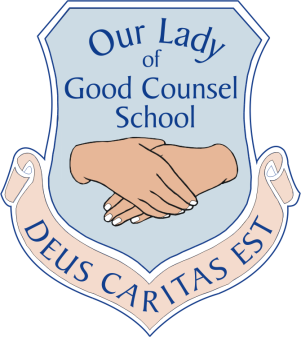 Our Lady
of
Good Counsel
School
DEUS CARITAS EST